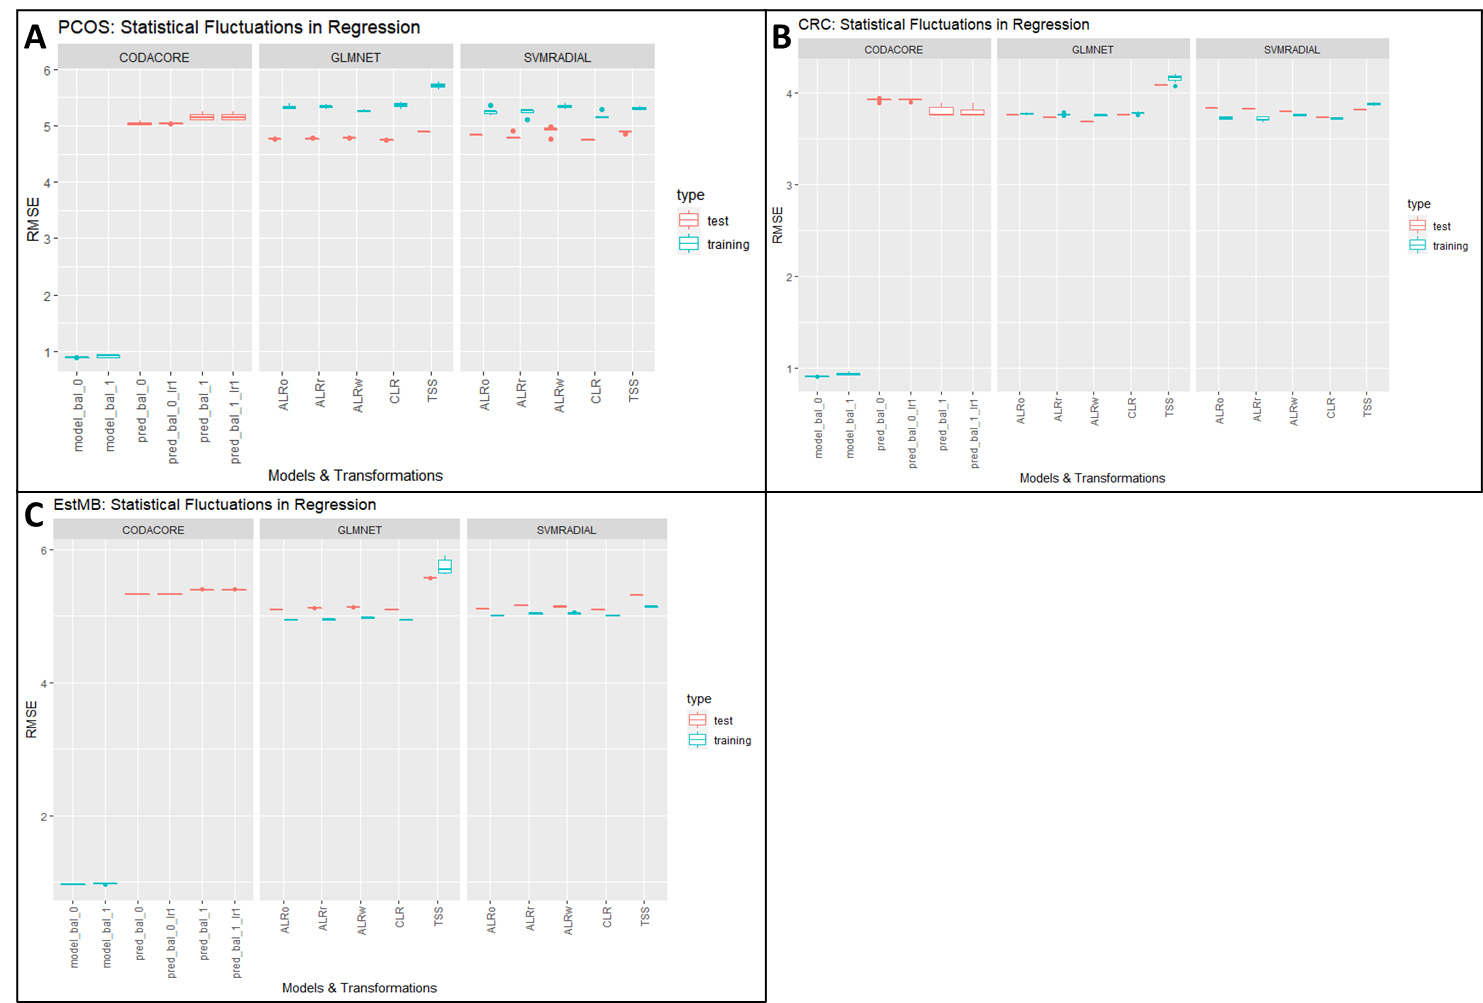 A
PCOS: Statistical Fluctuations in Regression
CODACORE GLMNET SVMRADIAL
6
5
4
3
2
1
RMSE
model_bal_0 model_bal_1 pred_bal_0 pred_bal_0_lr1 pred_bal_1 pred_bal_1_lr1 ALRo ALRr ALRw CLR TSS ALRo ALRr ALRw CLR TSS
Models & Transformations
type
test
training
B
CRC: Statistical Fluctuations in Regression
CODACORE GLMNET SVMRADIAL
4
3
2
1
RMSE
model_bal_0 model_bal_1 pred_bal_0 pred_bal_0_lr1 pred_bal_1 pred_bal_1_lr1 ALRo ALRr ALRw CLR TSS ALRo ALRr ALRw CLR TSS
Models & Transformations
type
test
training
C
EstMB: Statistical Fluctuations in Regression
CODACORE GLMNET SVMRADIAL
6
4
2
RMSE
model_bal_0 model_bal_1 pred_bal_0 pred_bal_0_lr1 pred_bal_1 pred_bal_1_lr1 ALRo ALRr ALRw CLR TSS ALRo ALRr ALRw CLR TSS
Models & Transformations
type
test
training